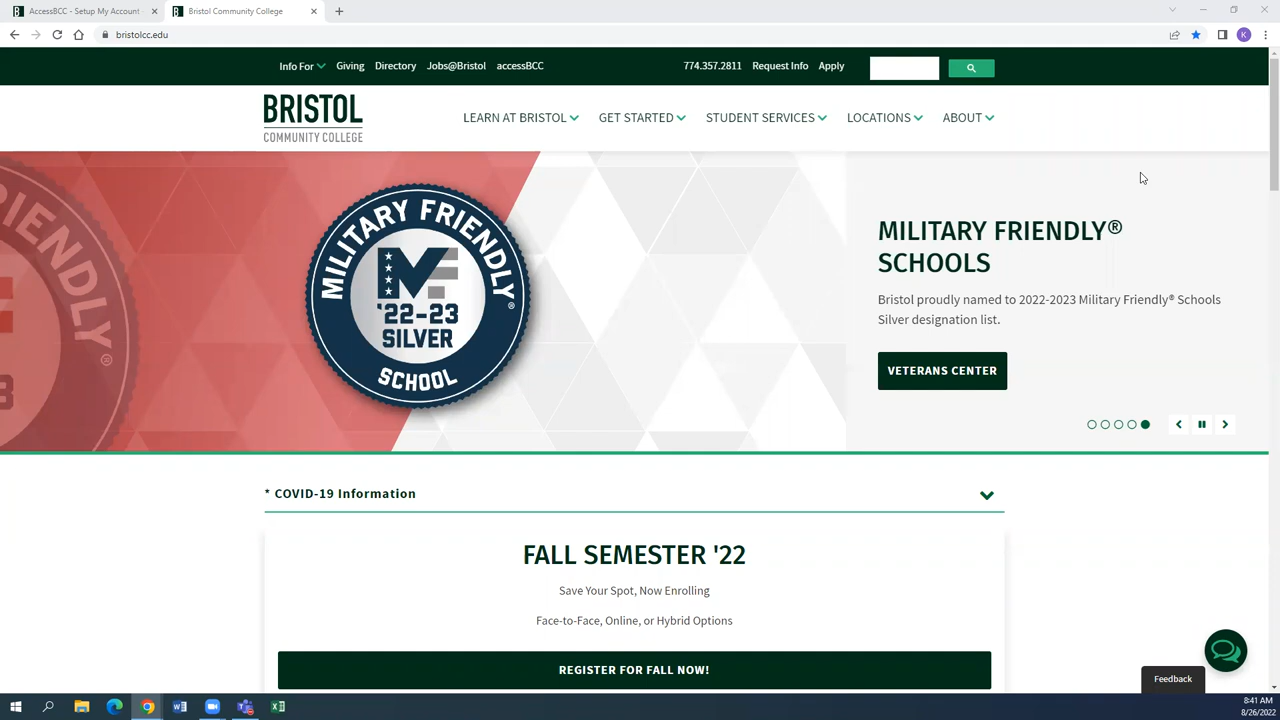 AccessBCC - Setup My Account
Bristol Community College
bristolcc.edu
K
Info For Giving Directory Jobs@Bristol accessBCC 774.357.2811 Request Info Apply
BRISTOL
COMMUNITY COLLEGE
LEARN AT BRISTOL GET STARTED STUDENT SERVICES LOCATIONS ABOUT
MILITARY FRIENDLY®
'22-23
SILVER
SCHOOL
MILITARY FRIENDLY®
SCHOOLS
Bristol proudly named to 2022-2023 Military Friendly® Schools
Silver designation list.
VETERANS CENTER
* COVID-19 Information
FALL SEMESTER '22
Save Your Spot, Now Enrolling
Face-to-Face, Online, or Hybrid Options
REGISTER FOR FALL NOW!
Feedback
8:41 AM
8/26/2022